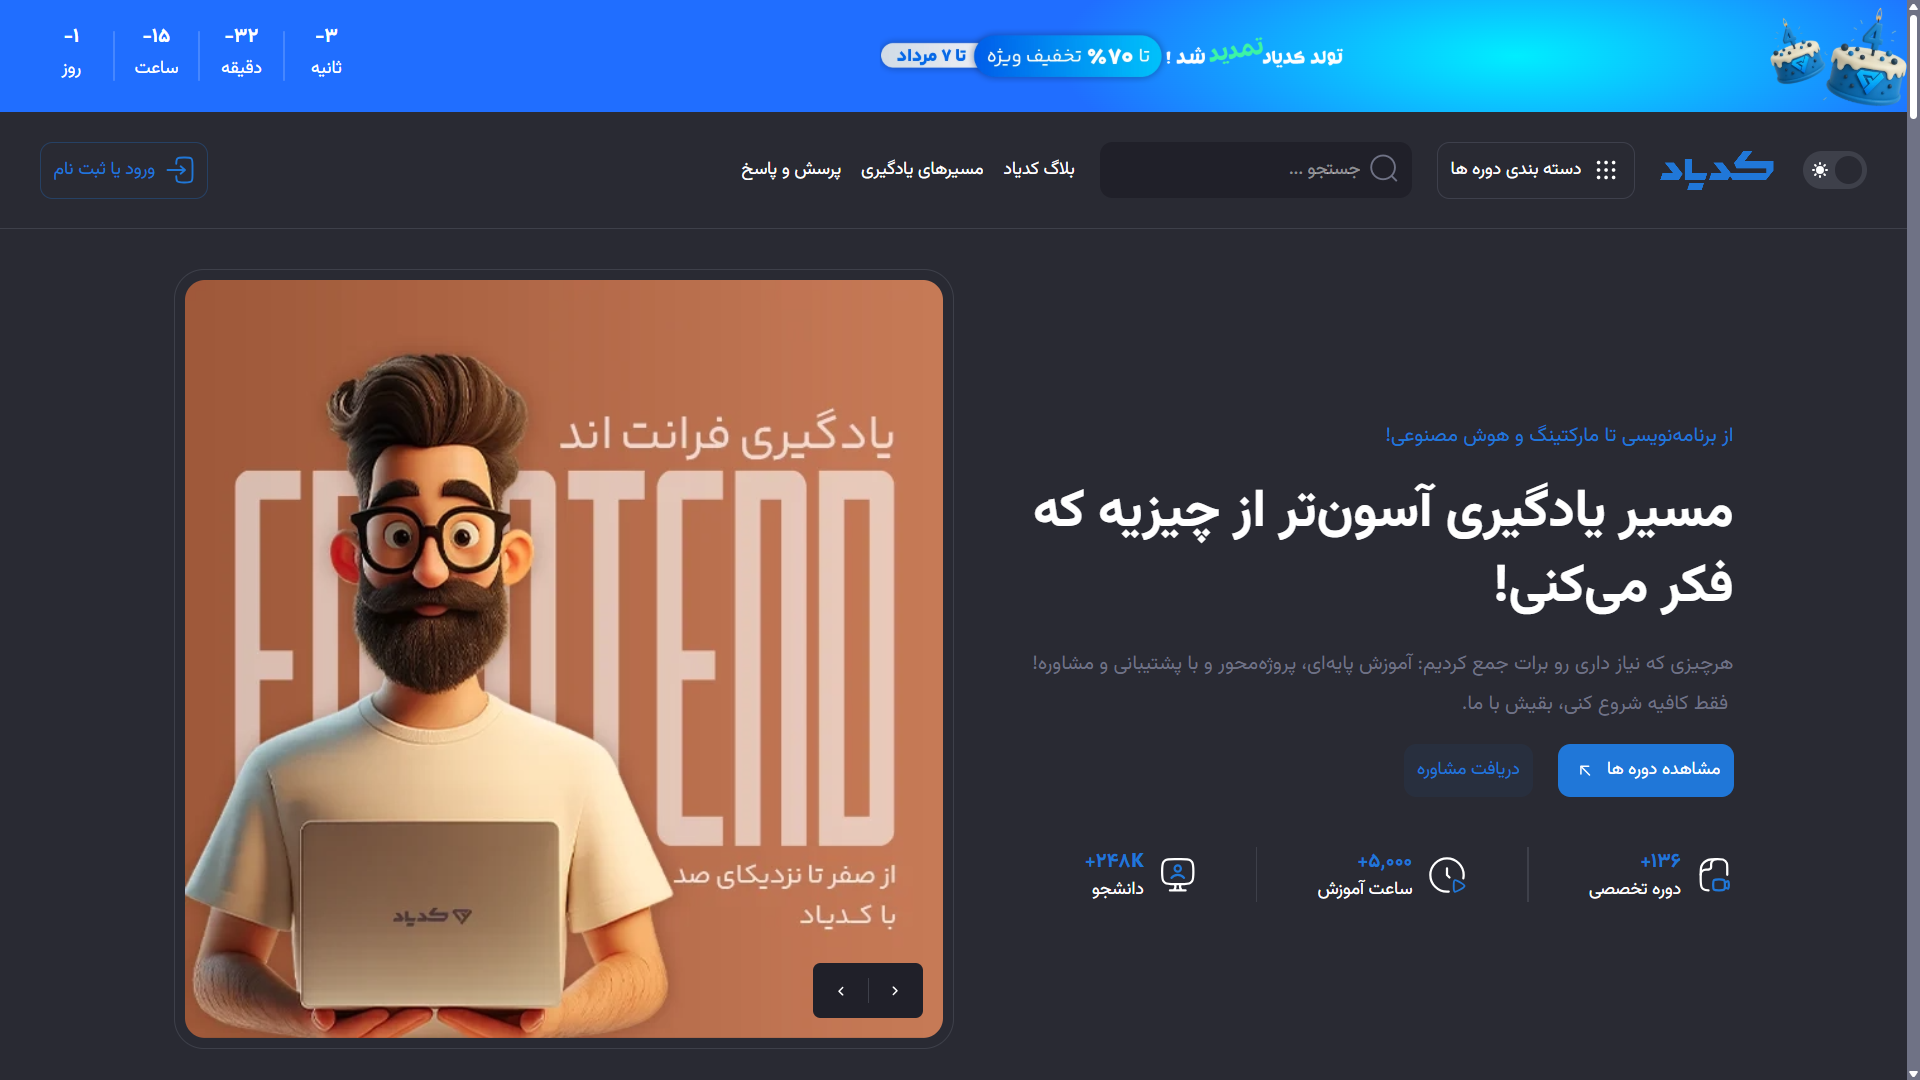 تولد کدیاد تمدید شد ! تا ۷۰% تخفیف ویژه تا ۷ مرداد
-۳ ثانیه
-۳۲ دقیقه
-۱۵ ساعت
-۱ روز
کدیاد
دسته بندی دوره ها
جستجو ...
بلاگ کدیاد
مسیرهای یادگیری
پرسش و پاسخ
ورود یا ثبت نام
از برنامه‌نویسی تا مارکتینگ و هوش مصنوعی!
مسیر یادگیری آسون‌تر از چیزیه که
فکر می‌کنی!
هرچیزی که نیاز داری رو برات جمع کردیم: آموزش پایه‌ای، پروژه‌محور و با پشتیبانی و مشاوره!
فقط کافیه شروع کنی، بقیش با ما.
مشاهده دوره ها
دریافت مشاوره
+۱۳۶
دوره تخصصی
+۵,۰۰۰
ساعت آموزش
+۲۴۸K
دانشجو
یادگیری فرانت اند
FRONTEND
از صفر تا نزدیکای صد
با کـدیـاد
کدیاد